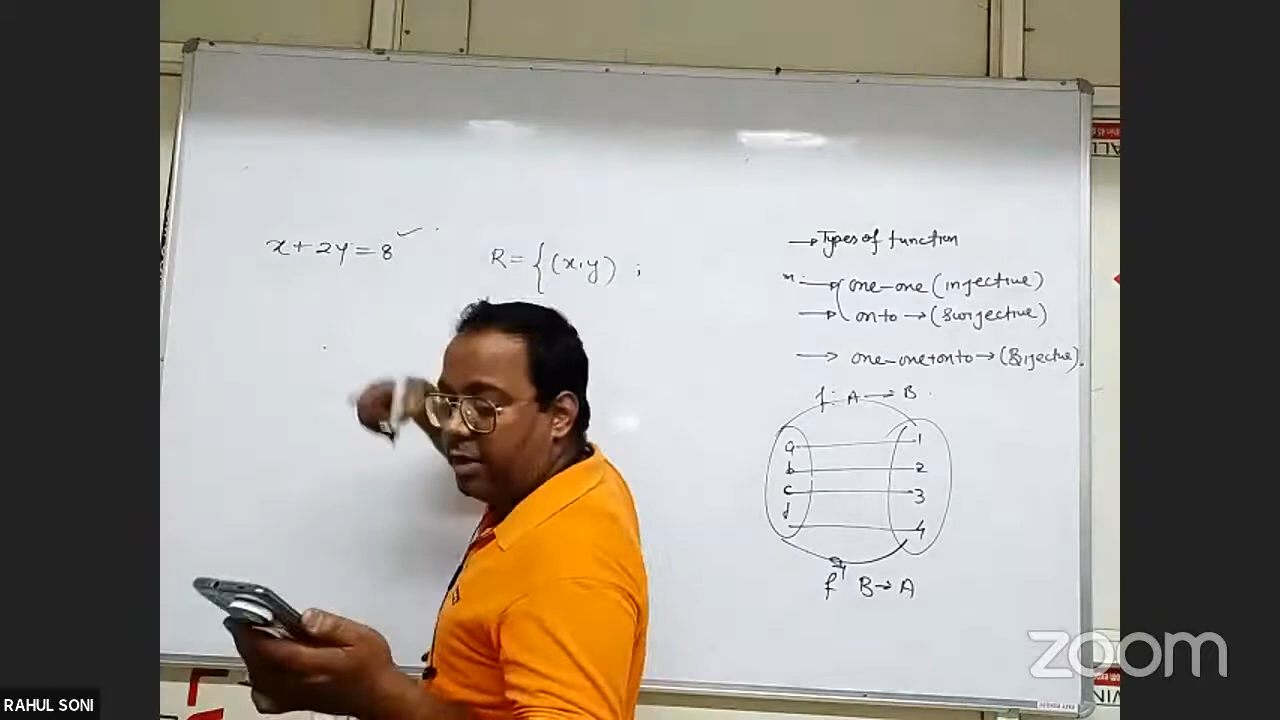 x + 2y = 8 ✓
R = { (x, y) ;
→ Types of function
→ one-one (injective)
→ onto → (surjective)
→ one-one+onto → (Bijective).
f: A → B
a 1
b 2
c 3
d 4
B → A
zoom
RAHUL SONI